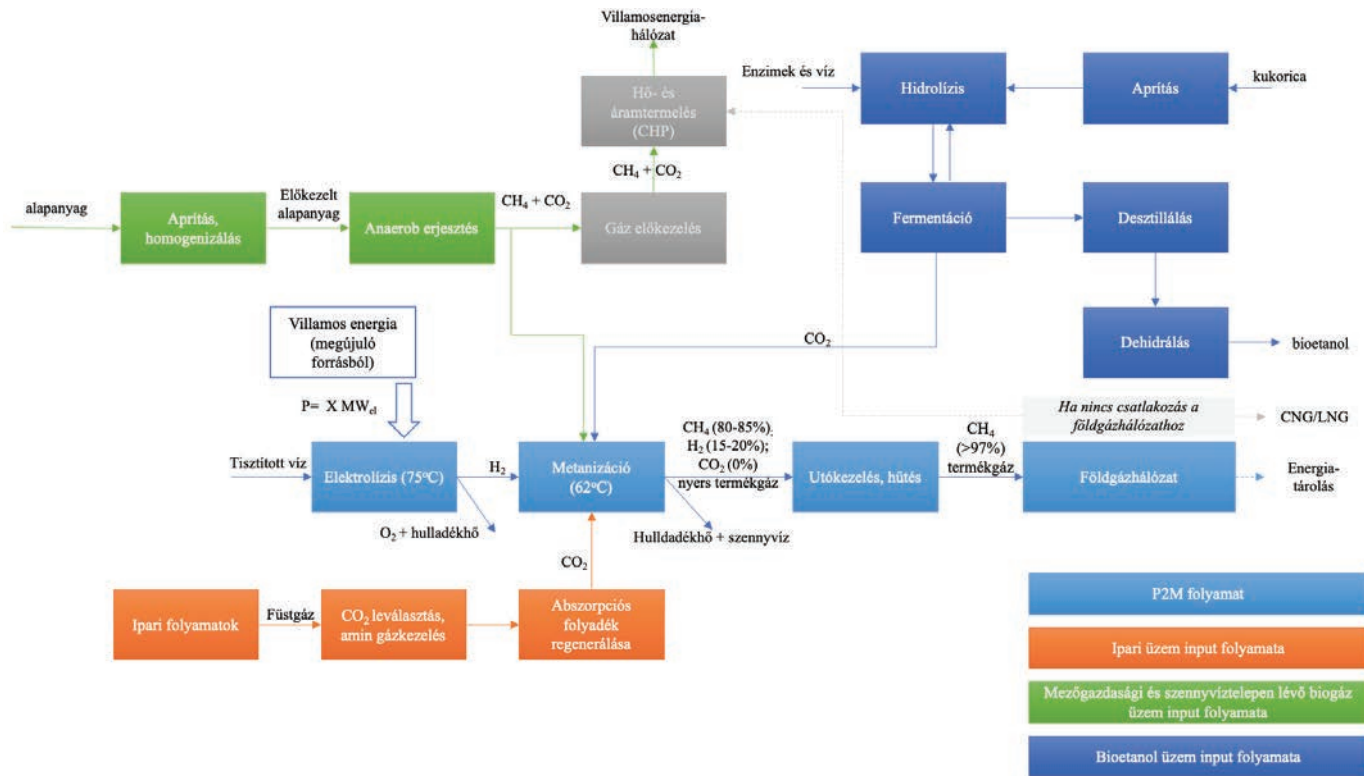 Villamosenergia-
hálózat
Hő- és
áramtermelés
(CHP)
Enzimek és víz
Hidrolízis
Aprítás
kukorica
CH₄ + CO₂
alapanyag
Aprítás,
homogenizálás
Előkezelt
alapanyag
Anaerob erjesztés
CH₄ + CO₂
Gáz előkezelés
Fermentáció
Desztillálás
CO₂
Dehidrálás
bioetanol
Villamos energia
(megújuló
forrásból)
P= X MWₑₗ
Ha nincs csatlakozás a
földgázhálózathoz
CNG/LNG
Tisztított víz
Elektrolízis (75°C)
H₂
Metanizáció
(62°C)
CH₄ (80-85%);
H₂ (15-20%);
CO₂ (0%)
nyers termékgáz
Utókezelés, hűtés
CH₄
(>97%)
termékgáz
Földgázhálózat
Energia-
tárolás
O₂ + hulladékhő
Hulldadékhő + szennyvíz
CO₂
Ipari folyamatok
Füstgáz
CO₂ leválasztás,
amin gázkezelés
Abszorpciós
folyadék
regenerálása
P2M folyamat
Ipari üzem input folyamata
Mezőgazdasági és szennyvíztelepen lévő biogáz
üzem input folyamata
Bioetanol üzem input folyamata